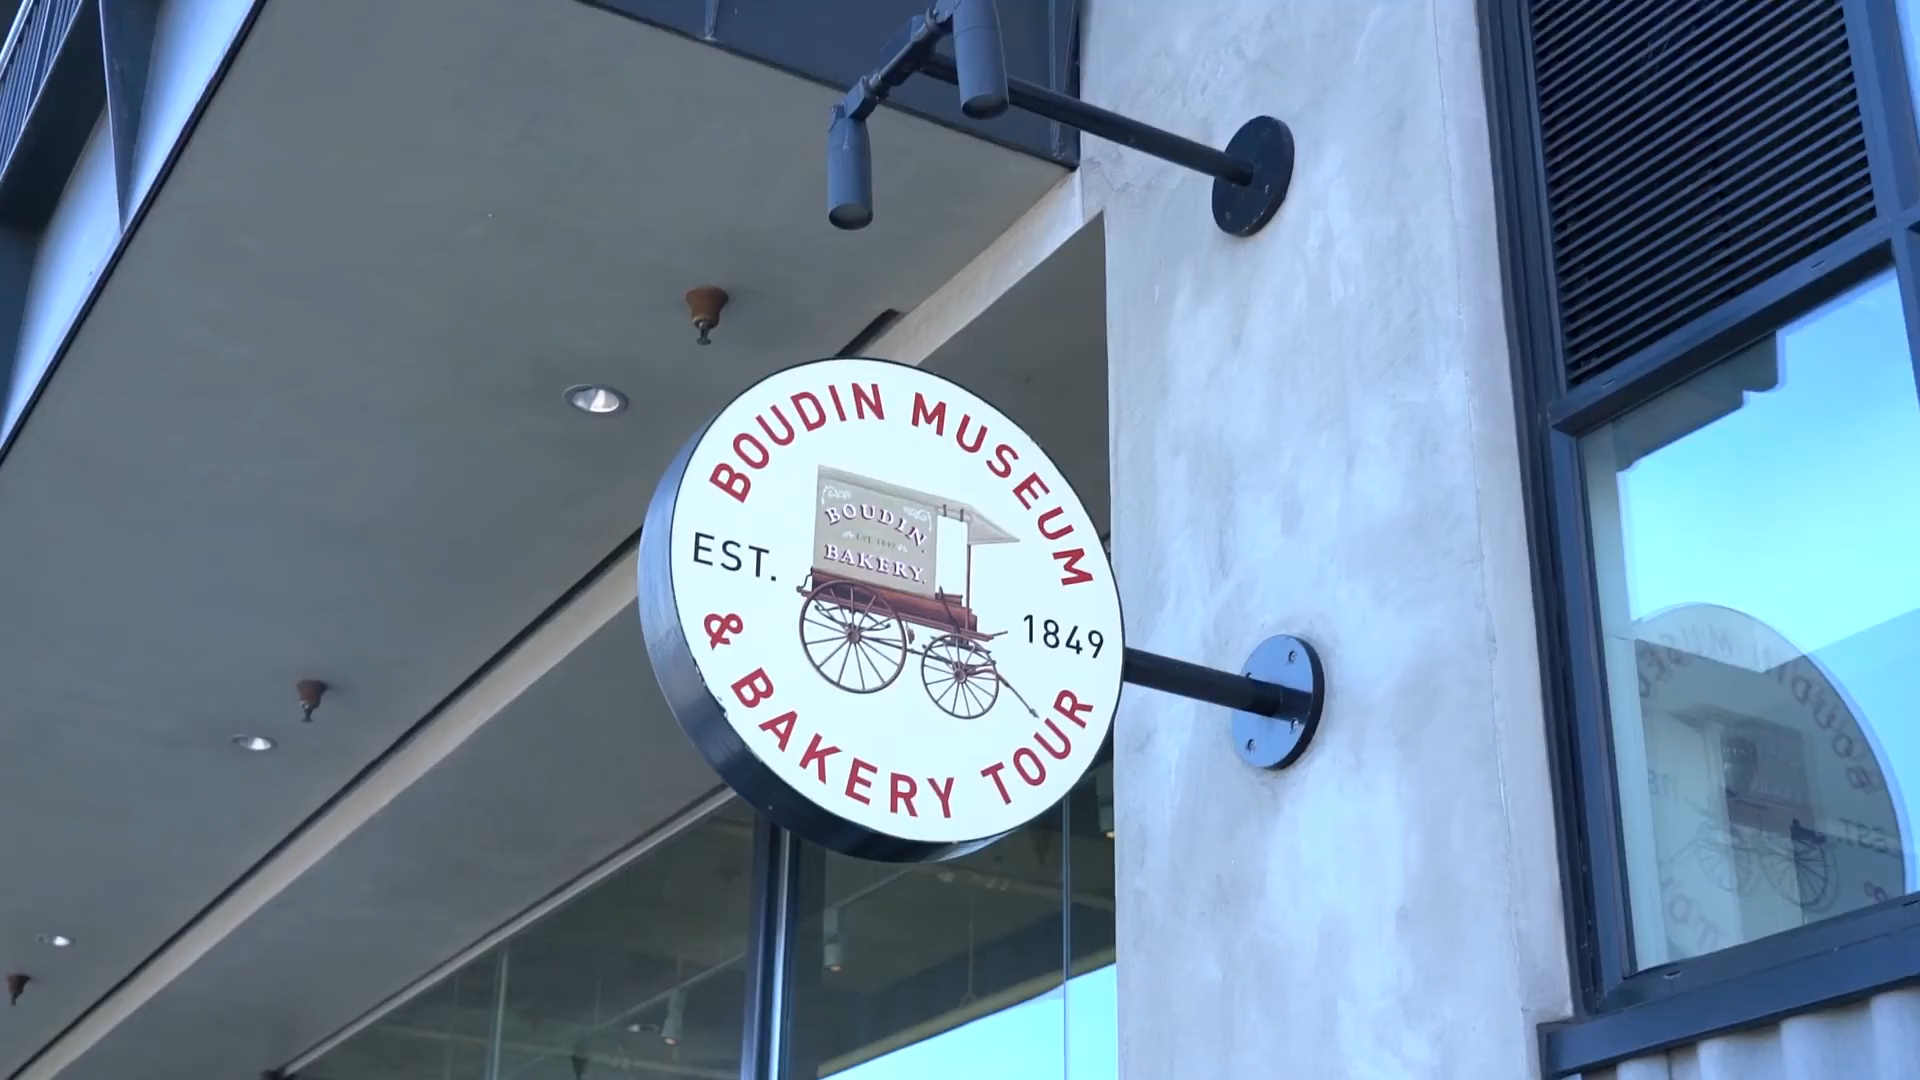 BOUDIN MUSEUM
EST. 1849
BOUDIN
EST. 1849
BAKERY.
& BAKERY TOUR